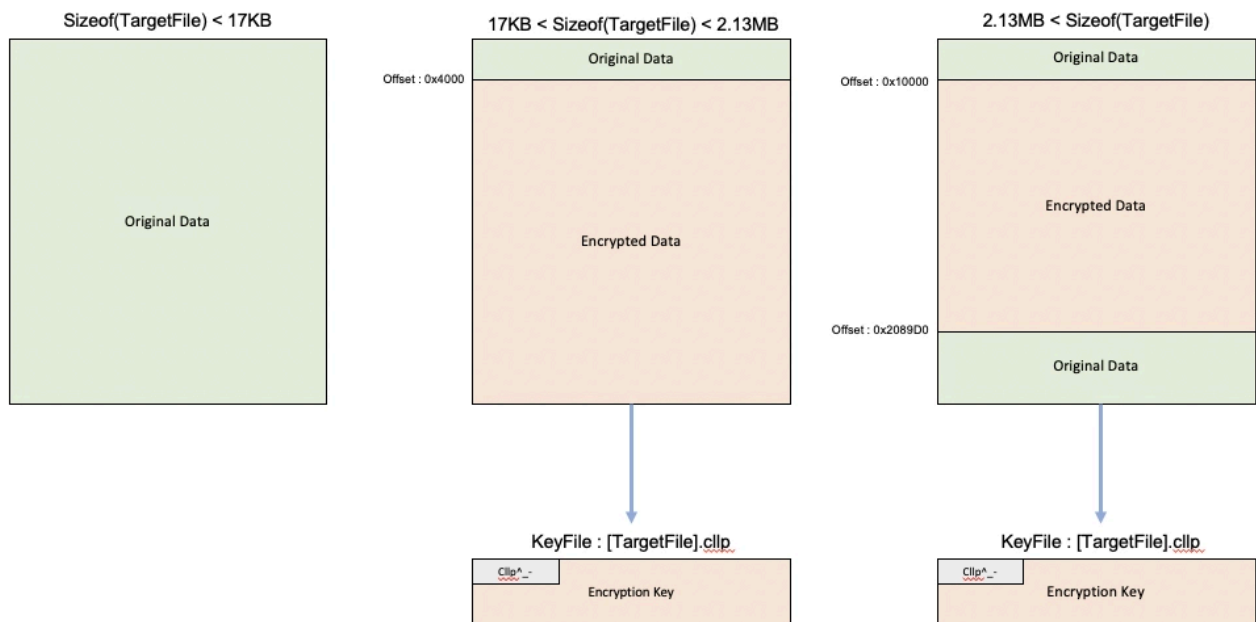 Sizeof(TargetFile) < 17KB
17KB < Sizeof(TargetFile) < 2.13MB
2.13MB < Sizeof(TargetFile)
Original Data
Original Data
Original Data
Offset : 0x4000
Offset : 0x10000
Encrypted Data
Encrypted Data
Offset : 0x2089D0
Original Data
KeyFile : [TargetFile].cllp
KeyFile : [TargetFile].cllp
Cllp^_-
Encryption Key
Cllp^_-
Encryption Key